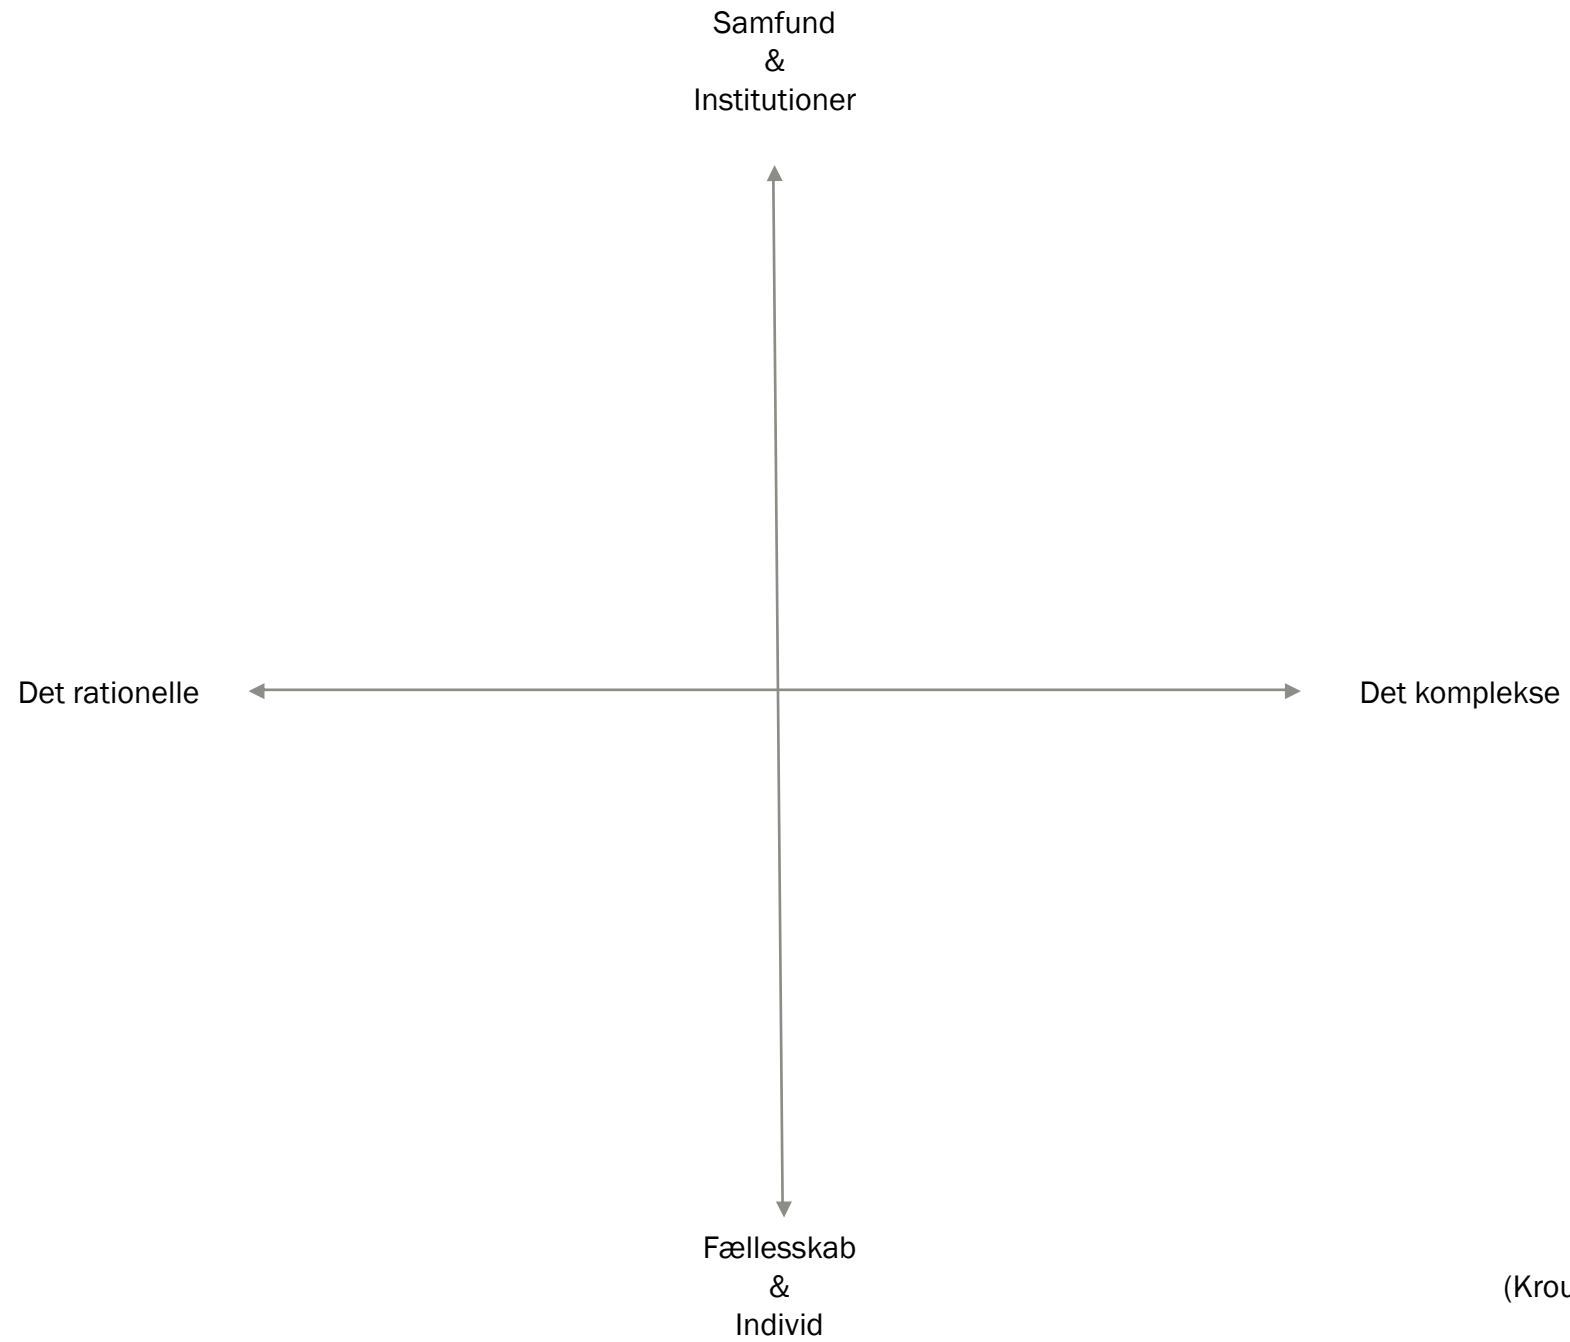 Samfund
&
Institutioner
Det rationelle
Det komplekse
Fællesskab
&
Individ